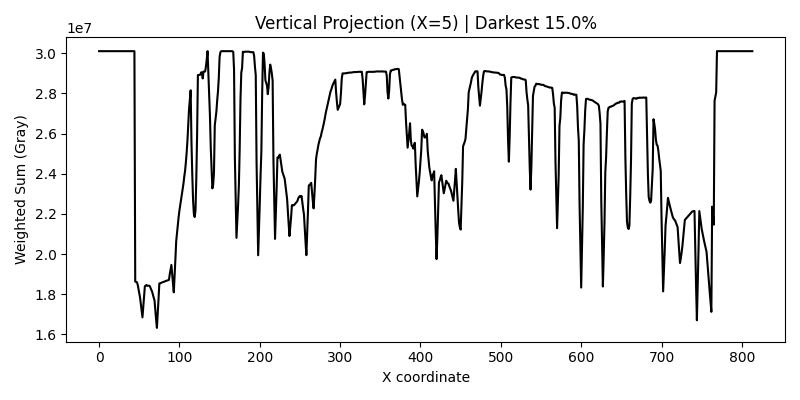 Vertical Projection (X=5) | Darkest 15.0%
1e7
3.0
2.8
2.6
2.4
2.2
2.0
1.8
1.6
Weighted Sum (Gray)
0 100 200 300 400 500 600 700 800
X coordinate